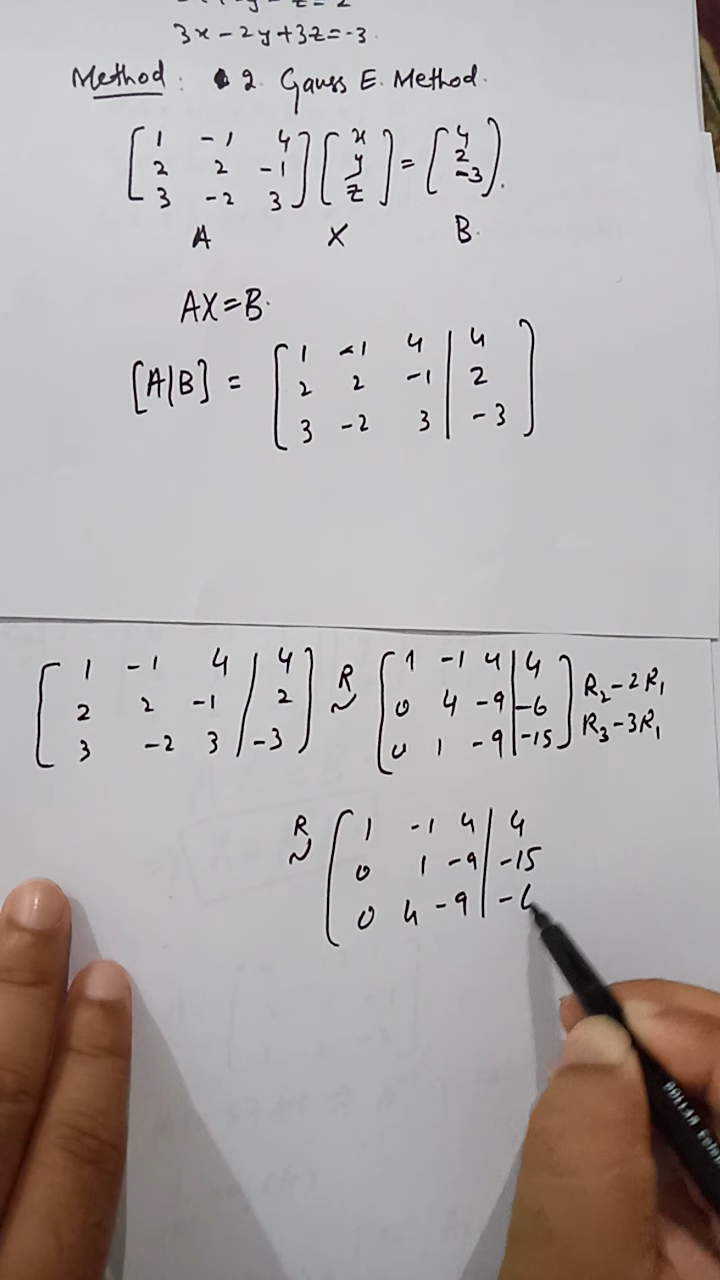 3x-2y+3z=-3
Method: 2. Gauss E. Method.
[1 -1 4] [x] = [4]
[2 2 -1] [y] [2]
[3 -2 3] [z] [-3]
A X B.
AX=B.
[A|B] = [1 -1 4 | 4]
[2 2 -1 | 2]
[3 -2 3 | -3]
[1 -1 4 | 4] R ~ [1 -1 4 | 4]
[2 2 -1 | 2] [0 4 -9 | -6] R2-2R1
[3 -2 3 | -3] [0 1 -9 | -15] R3-3R1
R ~ [1 -1 4 | 4
0 1 -9 | -15
0 4 -9 | -6
DOLLAR